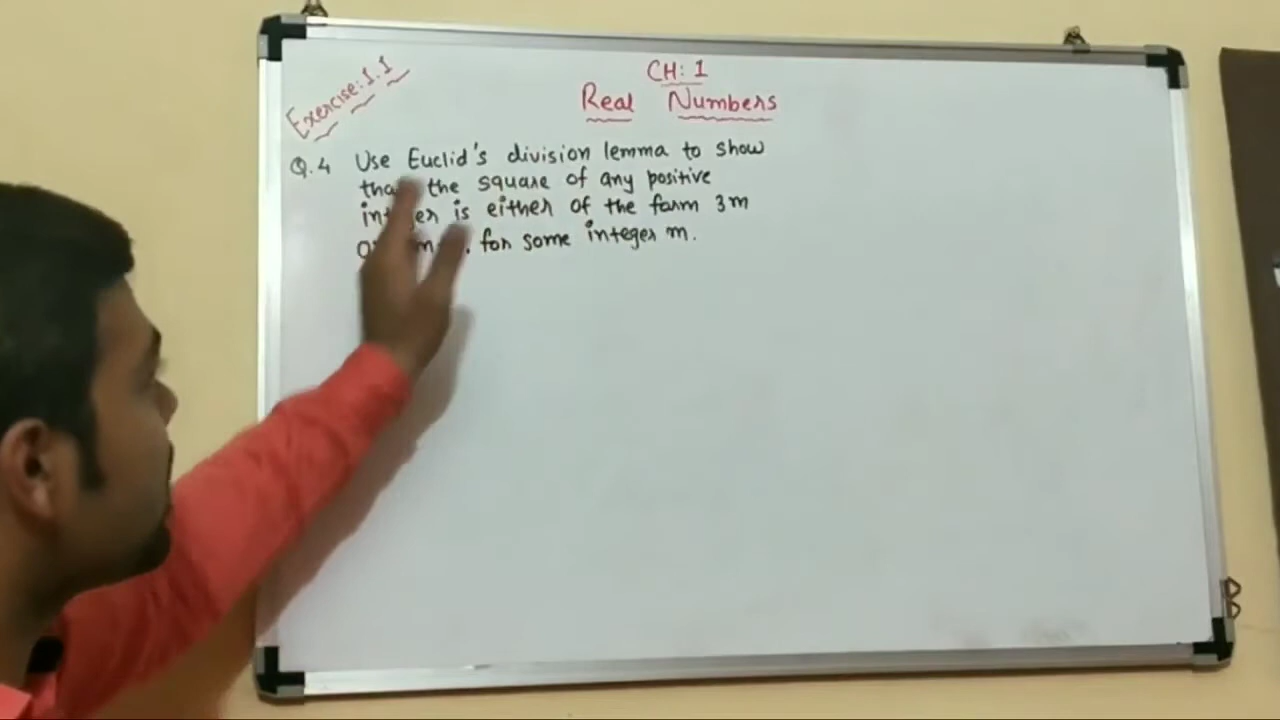 Exercise: 1.1
CH: 1
Real Numbers
Q.4 Use Euclid's division lemma to show
the square of any positive
is either of the form 3m
for some integer m.